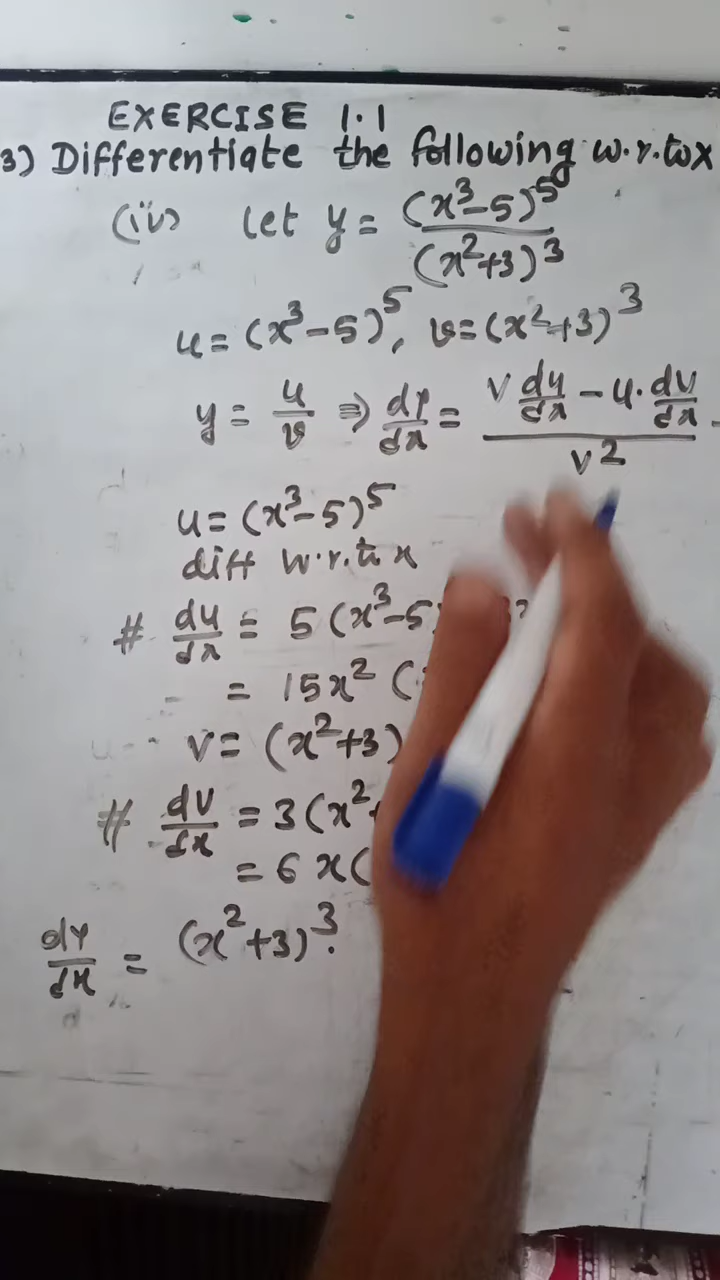 EXERCISE 1.1
3) Differentiate the following w.r.to x
(iv) Let y = (x³-5)⁵ / (x²+3)³
u = (x³-5)⁵, v = (x²+3)³
y = u/v ⇒ dy/dx = (v du/dx - u. dv/dx) / v²
u = (x³-5)⁵
diff w.r.to x
# du/dx = 5(x³-5
= 15x² (
v = (x²+3)
# dv/dx = 3(x²
= 6x(
dy/dx = (x²+3)³.